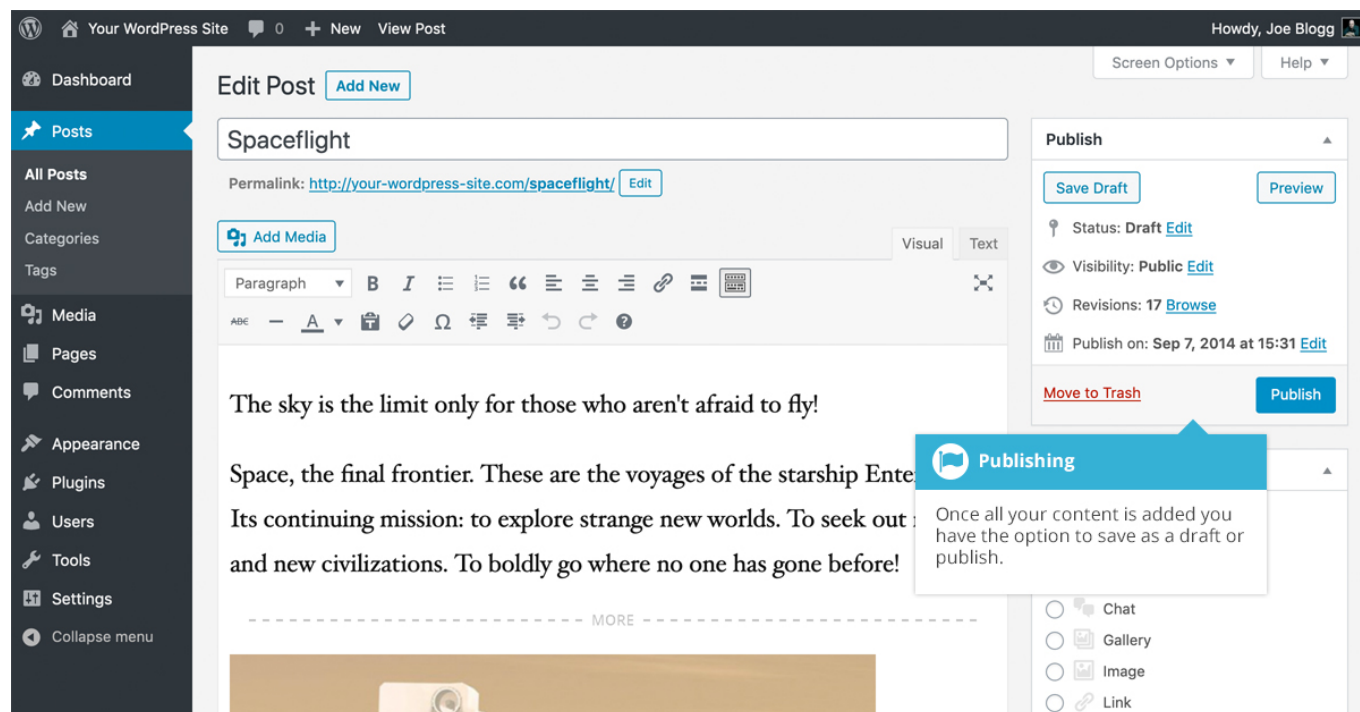 Your WordPress Site 0 New View Post Howdy, Joe Blogg
Screen Options Help
Dashboard
Posts
All Posts
Add New
Categories
Tags
Media
Pages
Comments
Appearance
Plugins
Users
Tools
Settings
Collapse menu
Edit Post Add New
Spaceflight
Permalink: http://your-wordpress-site.com/spaceflight/ Edit
Add Media
Visual Text
Paragraph B I
ABC A Ω
The sky is the limit only for those who aren't afraid to fly!
Space, the final frontier. These are the voyages of the starship
Its continuing mission: to explore strange new worlds. To seek out
and new civilizations. To boldly go where no one has gone before!
MORE
Publish
Save Draft Preview
Status: Draft Edit
Visibility: Public Edit
Revisions: 17 Browse
Publish on: Sep 7, 2014 at 15:31 Edit
Move to Trash Publish
Publishing
Once all your content is added you
have the option to save as a draft or
publish.
Chat
Gallery
Image
Link